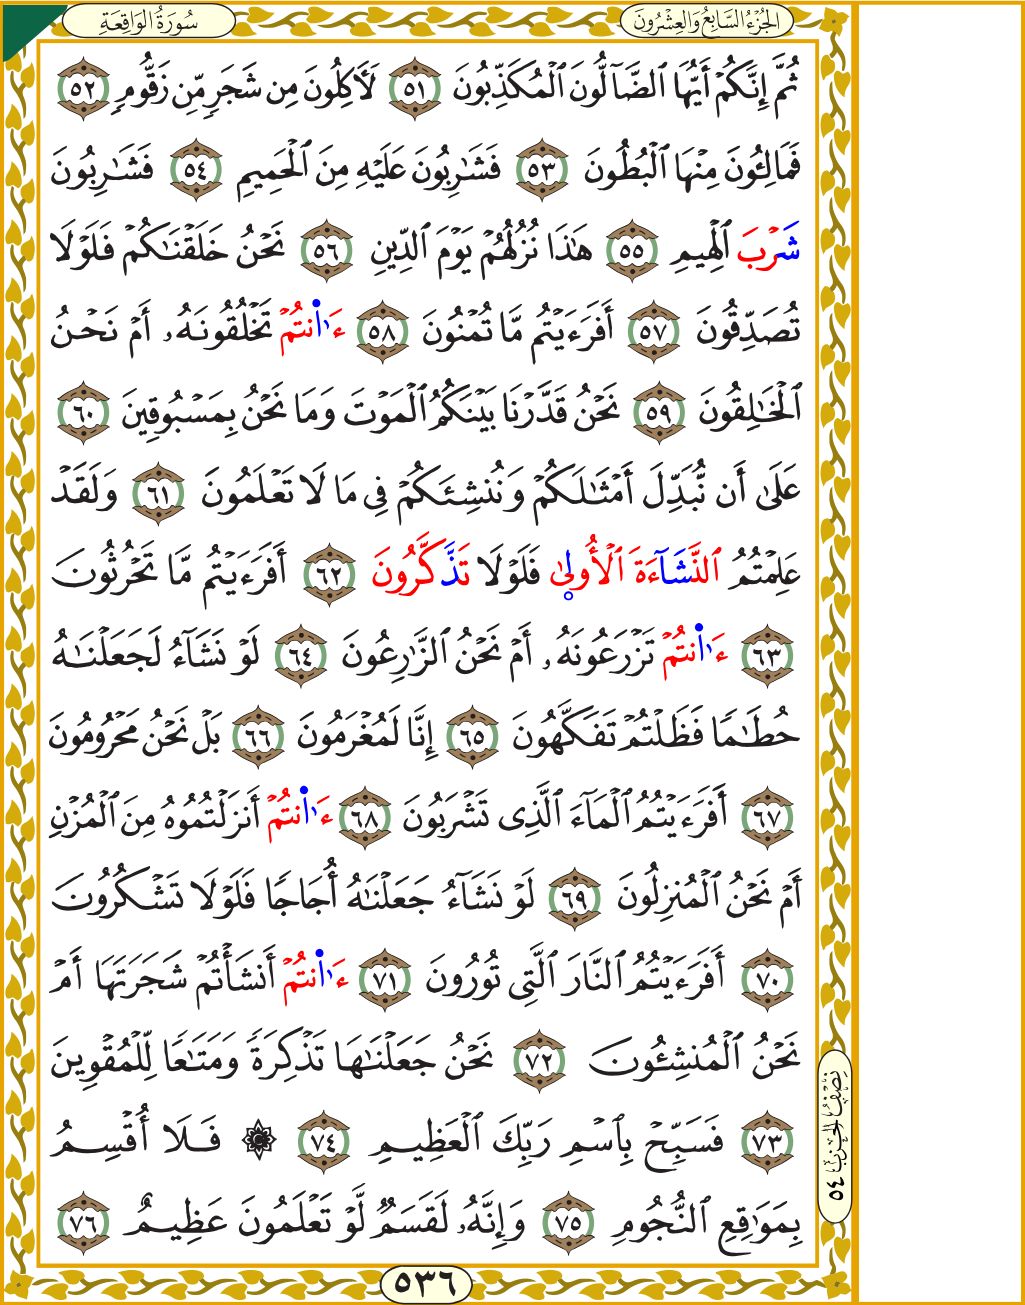 سُورَةُ الوَاقِعَةِ
الجُزْءُ السَّابِعُ وَالعِشْرُونَ
ثُمَّ إِنَّكُمْ أَيُّهَا ٱلضَّآلُّونَ ٱلْمُكَذِّبُونَ ٥١ لَأٓكِلُونَ مِن شَجَرٍ مِّن زَقُّومٍ ٥٢
فَمَالِـُٔونَ مِنْهَا ٱلْبُطُونَ ٥٣ فَشَٰرِبُونَ عَلَيْهِ مِنَ ٱلْحَمِيمِ ٥٤ فَشَٰرِبُونَ
شَرْبَ ٱلْهِيمِ ٥٥ هَٰذَا نُزُلُهُمْ يَوْمَ ٱلدِّينِ ٥٦ نَحْنُ خَلَقْنَٰكُمْ فَلَوْلَا
تُصَدِّقُونَ ٥٧ أَفَرَءَيْتُم مَّا تُمْنُونَ ٥٨ ءَا۬نتُمْ تَخْلُقُونَهُۥ أَمْ نَحْنُ
ٱلْخَٰلِقُونَ ٥٩ نَحْنُ قَدَّرْنَا بَيْنَكُمُ ٱلْمَوْتَ وَمَا نَحْنُ بِمَسْبُوقِينَ ٦٠
عَلَىٰ أَن نُّبَدِّلَ أَمْثَٰلَكُمْ وَنُنشِئَكُمْ فِى مَا لَا تَعْلَمُونَ ٦١ وَلَقَدْ
عَلِمْتُمُ ٱلنَّشَآءَةَ ٱلْأُولىٰ فَلَوْلَا تَذَّكَّرُونَ ٦٢ أَفَرَءَيْتُم مَّا تَحْرُثُونَ
٦٣ ءَا۬نتُمْ تَزْرَعُونَهُۥ أَمْ نَحْنُ ٱلزَّٰرِعُونَ ٦٤ لَوْ نَشَآءُ لَجَعَلْنَٰهُ
حُطَٰمًا فَظَلْتُمْ تَفَكَّهُونَ ٦٥ إِنَّا لَمُغْرَمُونَ ٦٦ بَلْ نَحْنُ مَحْرُومُونَ
٦٧ أَفَرَءَيْتُمُ ٱلْمَآءَ ٱلَّذِى تَشْرَبُونَ ٦٨ ءَا۬نتُمْ أَنزَلْتُمُوهُ مِنَ ٱلْمُزْنِ
أَمْ نَحْنُ ٱلْمُنزِلُونَ ٦٩ لَوْ نَشَآءُ جَعَلْنَٰهُ أُجَاجًا فَلَوْلَا تَشْكُرُونَ
٧٠ أَفَرَءَيْتُمُ ٱلنَّارَ ٱلَّتِى تُورُونَ ٧١ ءَا۬نتُمْ أَنشَأْتُمْ شَجَرَتَهَا أَمْ
نَحْنُ ٱلْمُنشِـُٔونَ ٧٢ نَحْنُ جَعَلْنَٰهَا تَذْكِرَةً وَمَتَٰعًا لِّلْمُقْوِينَ
٧٣ فَسَبِّحْ بِٱسْمِ رَبِّكَ ٱلْعَظِيمِ ٧٤ ۞ فَلَا أُقْسِمُ
بِمَوَٰقِعِ ٱلنُّجُومِ ٧٥ وَإِنَّهُۥ لَقَسَمٌ لَّوْ تَعْلَمُونَ عَظِيمٌ ٧٦
نِصْفُ الحِزْبِ ٥٤
٥٣٦